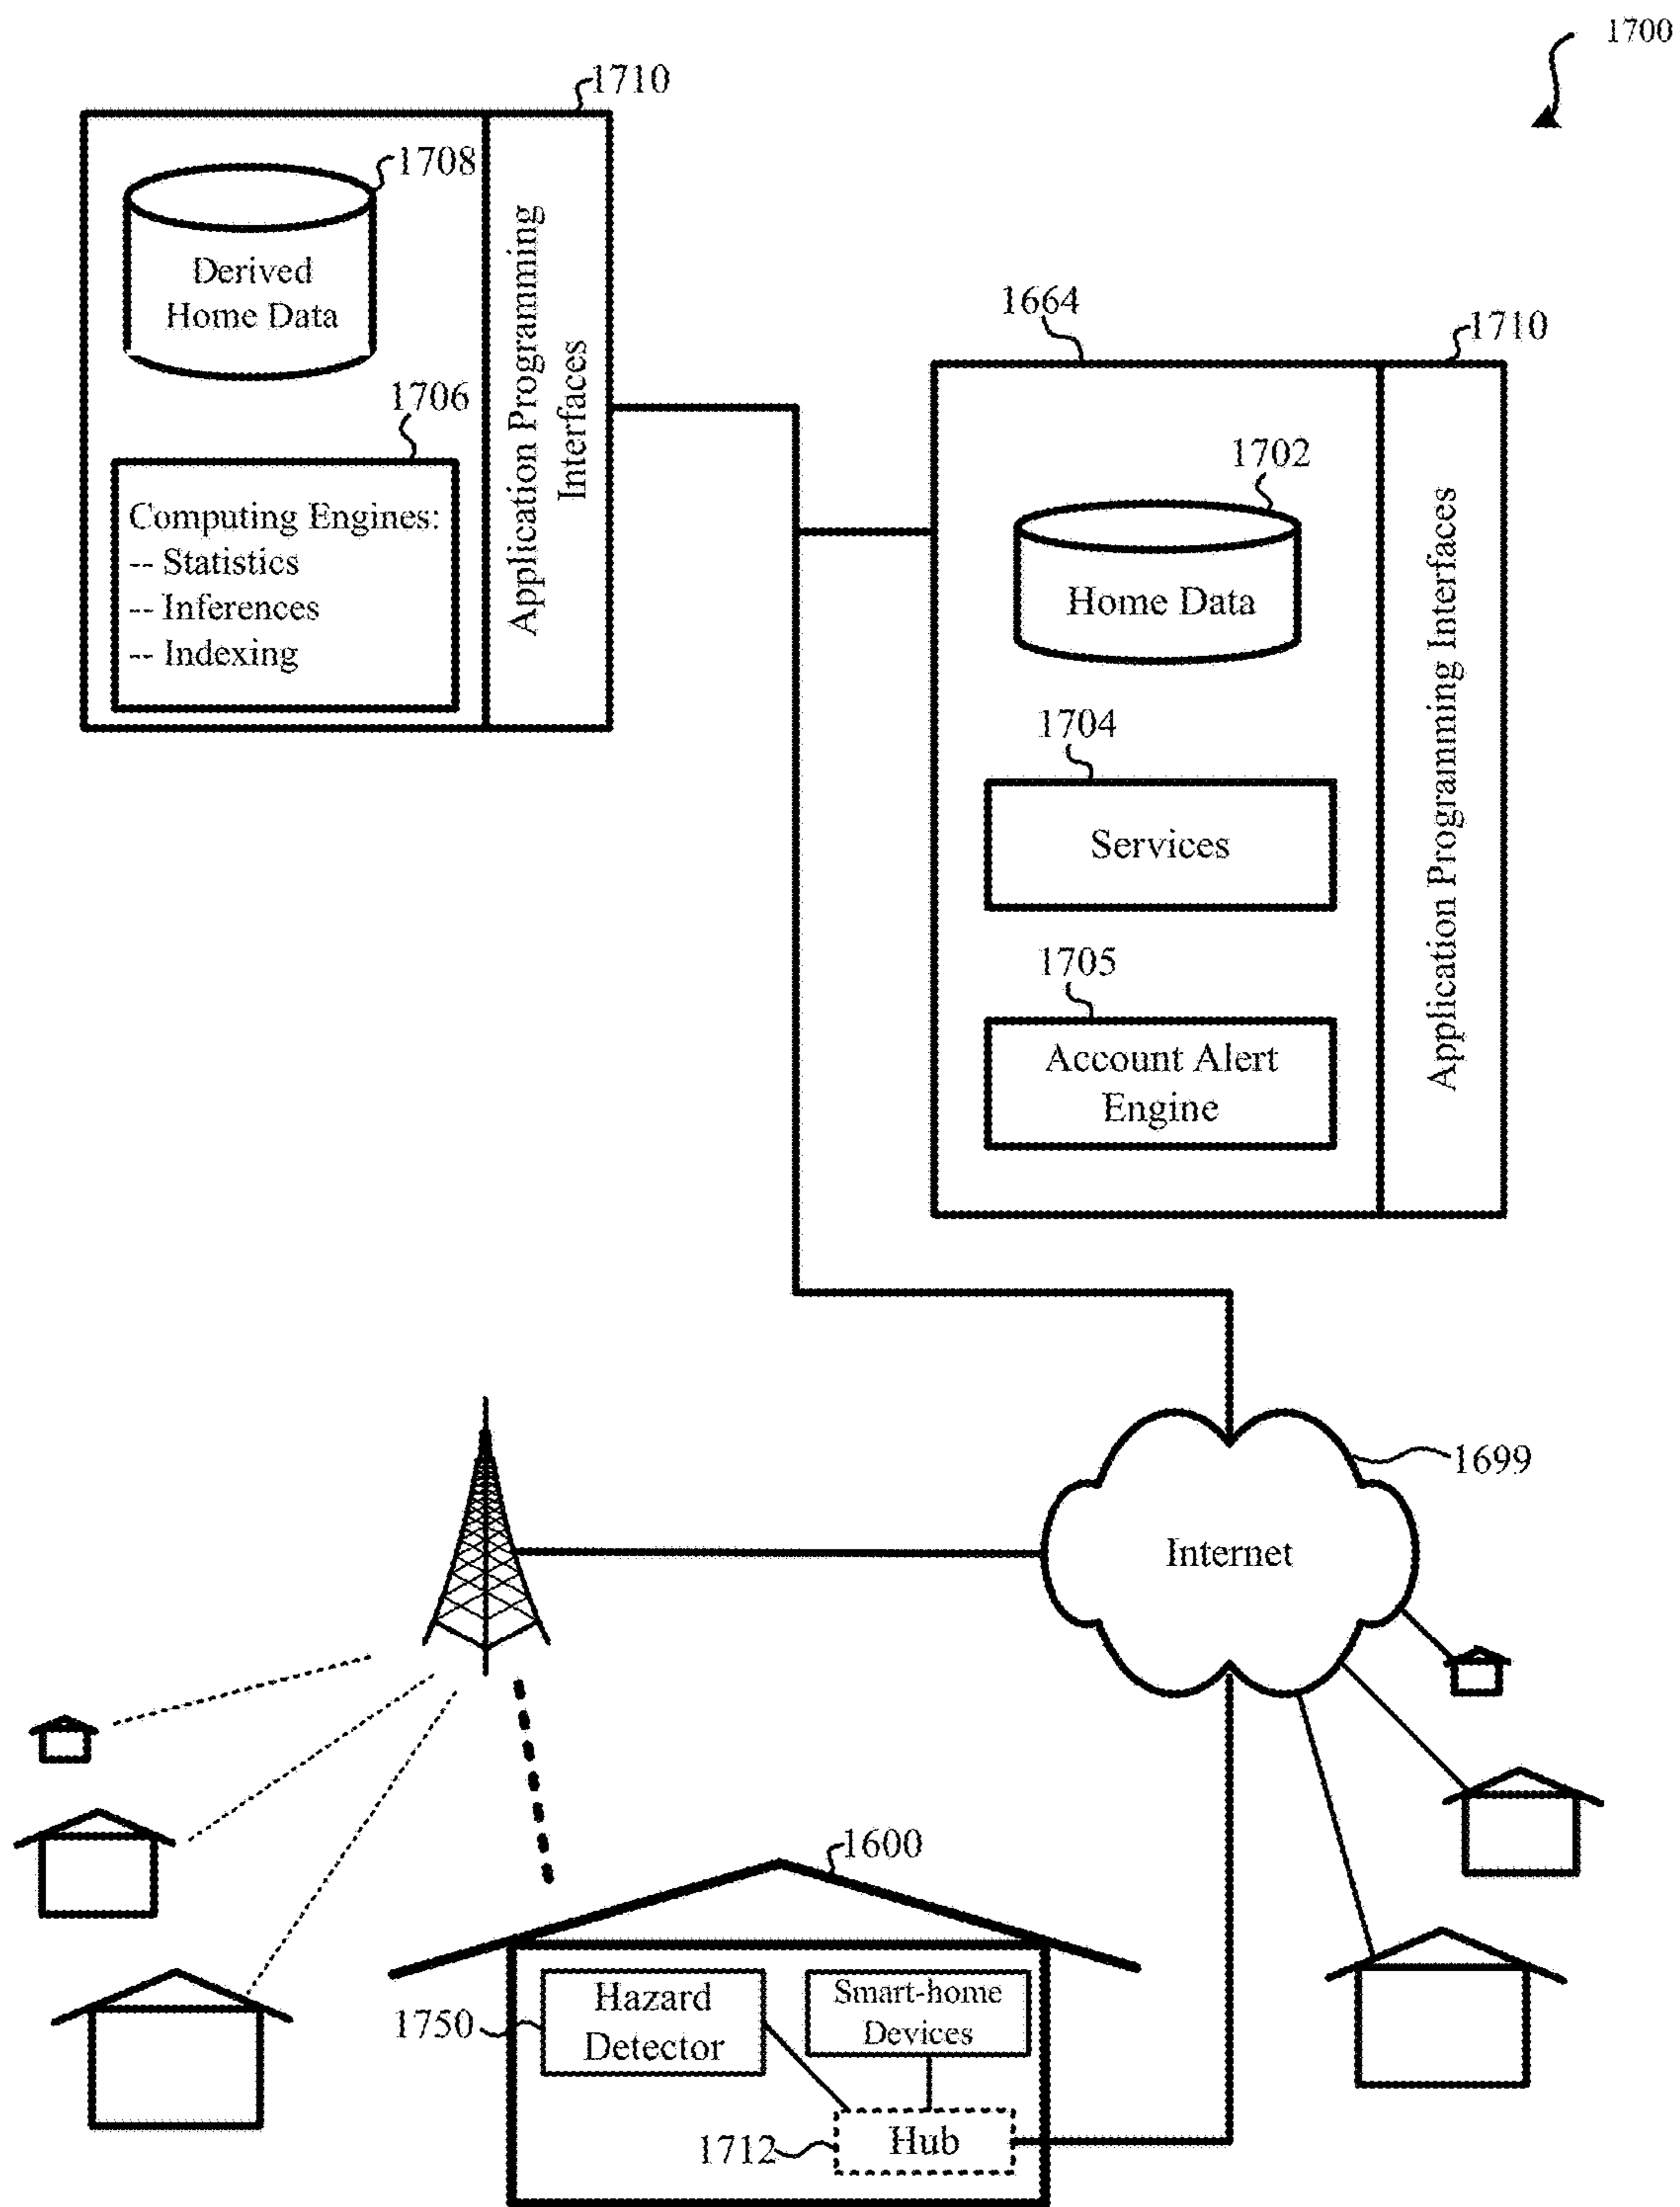 1700
1710
1708
Derived
Home Data
1706
Computing Engines:
-- Statistics
-- Inferences
-- Indexing
Application Programming
Interfaces
1664
1710
1702
Home Data
1704
Services
1705
Account Alert
Engine
Application Programming Interfaces
1699
Internet
1600
Hazard
Detector
1750
Smart-home
Devices
1712
Hub